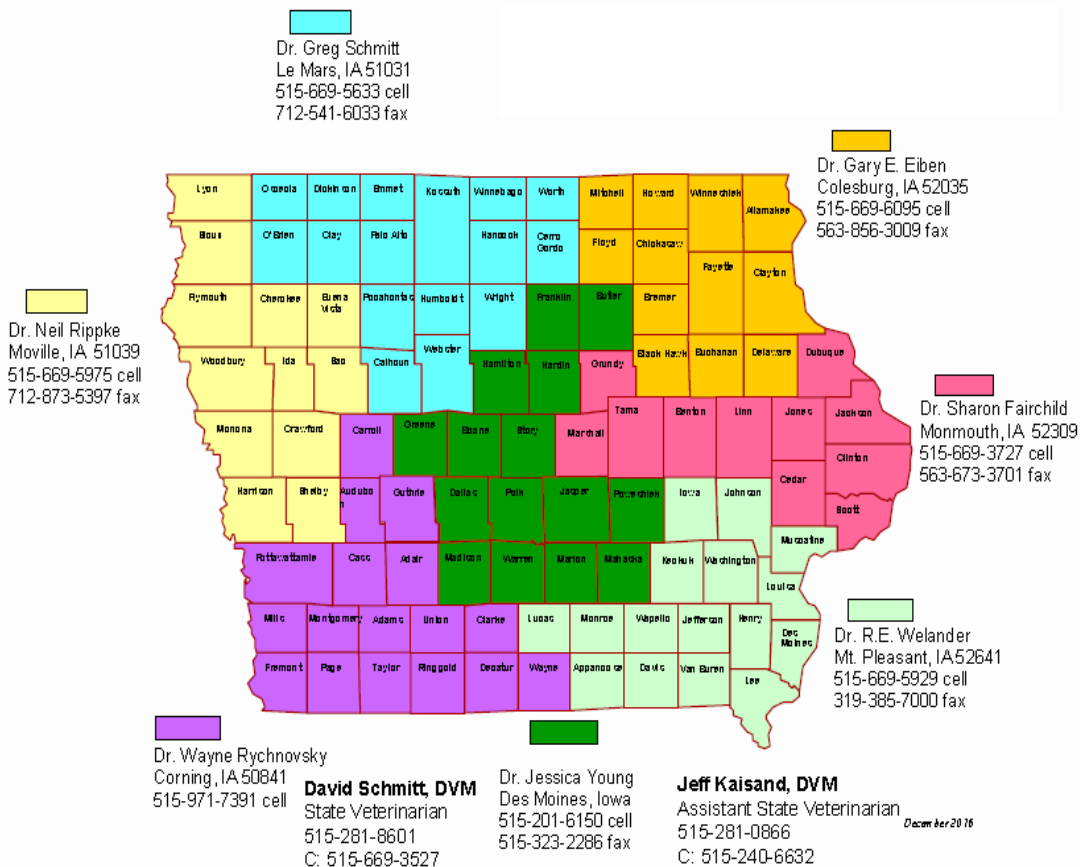 Dr. Greg Schmitt
Le Mars, IA 51031
515-669-5633 cell
712-541-6033 fax
Dr. Gary E. Eiben
Colesburg, IA 52035
515-669-6095 cell
563-856-3009 fax
Dr. Neil Rippke
Moville, IA 51039
515-669-5975 cell
712-873-5397 fax
Lyon
Osceola
Dickinson
Emmet
Kossuth
Winnebago
Worth
Mitchell
Howard
Winneshiek
Allamakee
Sioux
O'Brien
Clay
Palo Alto
Hancock
Cerro
Gordo
Floyd
Chickasaw
Fayette
Clayton
Plymouth
Cherokee
Buena
Vista
Pocahontas
Humboldt
Wright
Franklin
Butler
Bremer
Woodbury
Ida
Sac
Calhoun
Webster
Hamilton
Hardin
Grundy
Black Hawk
Buchanan
Delaware
Dubuque
Monona
Crawford
Carroll
Greene
Boone
Story
Marshall
Tama
Benton
Linn
Jones
Jackson
Clinton
Harrison
Shelby
Audubo
n
Guthrie
Dallas
Polk
Jasper
Poweshiek
Iowa
Johnson
Cedar
Scott
Muscatine
Pottawattamie
Cass
Adair
Madison
Warren
Marion
Mahaska
Keokuk
Washington
Louisa
Mills
Montgomery
Adams
Union
Clarke
Lucas
Monroe
Wapello
Jefferson
Henry
Des
Moines
Fremont
Page
Taylor
Ringgold
Decatur
Wayne
Appanoose
Davis
Van Buren
Lee
Dr. Sharon Fairchild
Monmouth, IA 52309
515-669-3727 cell
563-673-3701 fax
Dr. R.E. Welander
Mt. Pleasant, IA 52641
515-669-5929 cell
319-385-7000 fax
Dr. Wayne Rychnovsky
Corning, IA 50841
515-971-7391 cell
David Schmitt, DVM
State Veterinarian
515-281-8601
C: 515-669-3527
Dr. Jessica Young
Des Moines, Iowa
515-201-6150 cell
515-323-2286 fax
Jeff Kaisand, DVM
Assistant State Veterinarian
515-281-0866
C: 515-240-6632
December 2016